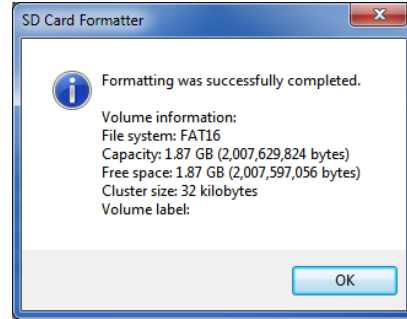 SD Card Formatter
Formatting was successfully completed.
Volume information:
File system: FAT16
Capacity: 1.87 GB (2,007,629,824 bytes)
Free space: 1.87 GB (2,007,597,056 bytes)
Cluster size: 32 kilobytes
Volume label:
OK